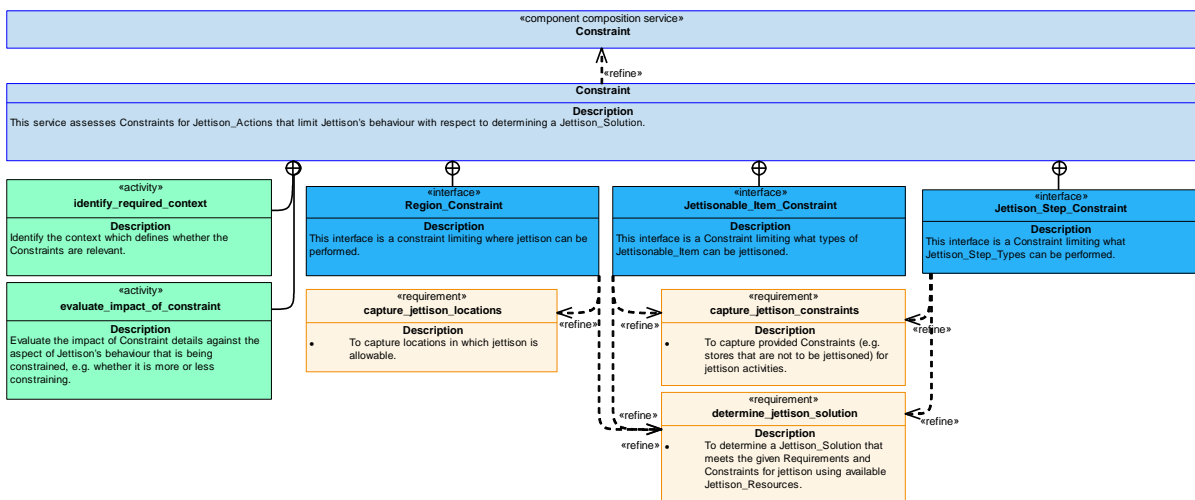 «component composition service»
Constraint
«refine»
Constraint
Description
This service assesses Constraints for Jettison_Actions that limit Jettison's behaviour with respect to determining a Jettison_Solution.
«activity»
identify_required_context
Description
Identify the context which defines whether the
Constraints are relevant.
«interface»
Region_Constraint
Description
This interface is a constraint limiting where jettison can be
performed.
«interface»
Jettisonable_Item_Constraint
Description
This interface is a Constraint limiting what types of
Jettisonable_Item can be jettisoned.
«interface»
Jettison_Step_Constraint
Description
This interface is a Constraint limiting what
Jettison_Step_Types can be performed.
«activity»
evaluate_impact_of_constraint
Description
Evaluate the impact of Constraint details against the
aspect of Jettison's behaviour that is being
constrained, e.g. whether it is more or less
constraining.
«requirement»
capture_jettison_locations
Description
• To capture locations in which jettison is
allowable.
«refine»
«refine»
«requirement»
capture_jettison_constraints
Description
• To capture provided Constraints (e.g.
stores that are not to be jettisoned) for
jettison activities.
«refine»
«requirement»
determine_jettison_solution
Description
• To determine a Jettison_Solution that
meets the given Requirements and
Constraints for jettison using available
Jettison_Resources.
«refine»
«refine»
«refine»